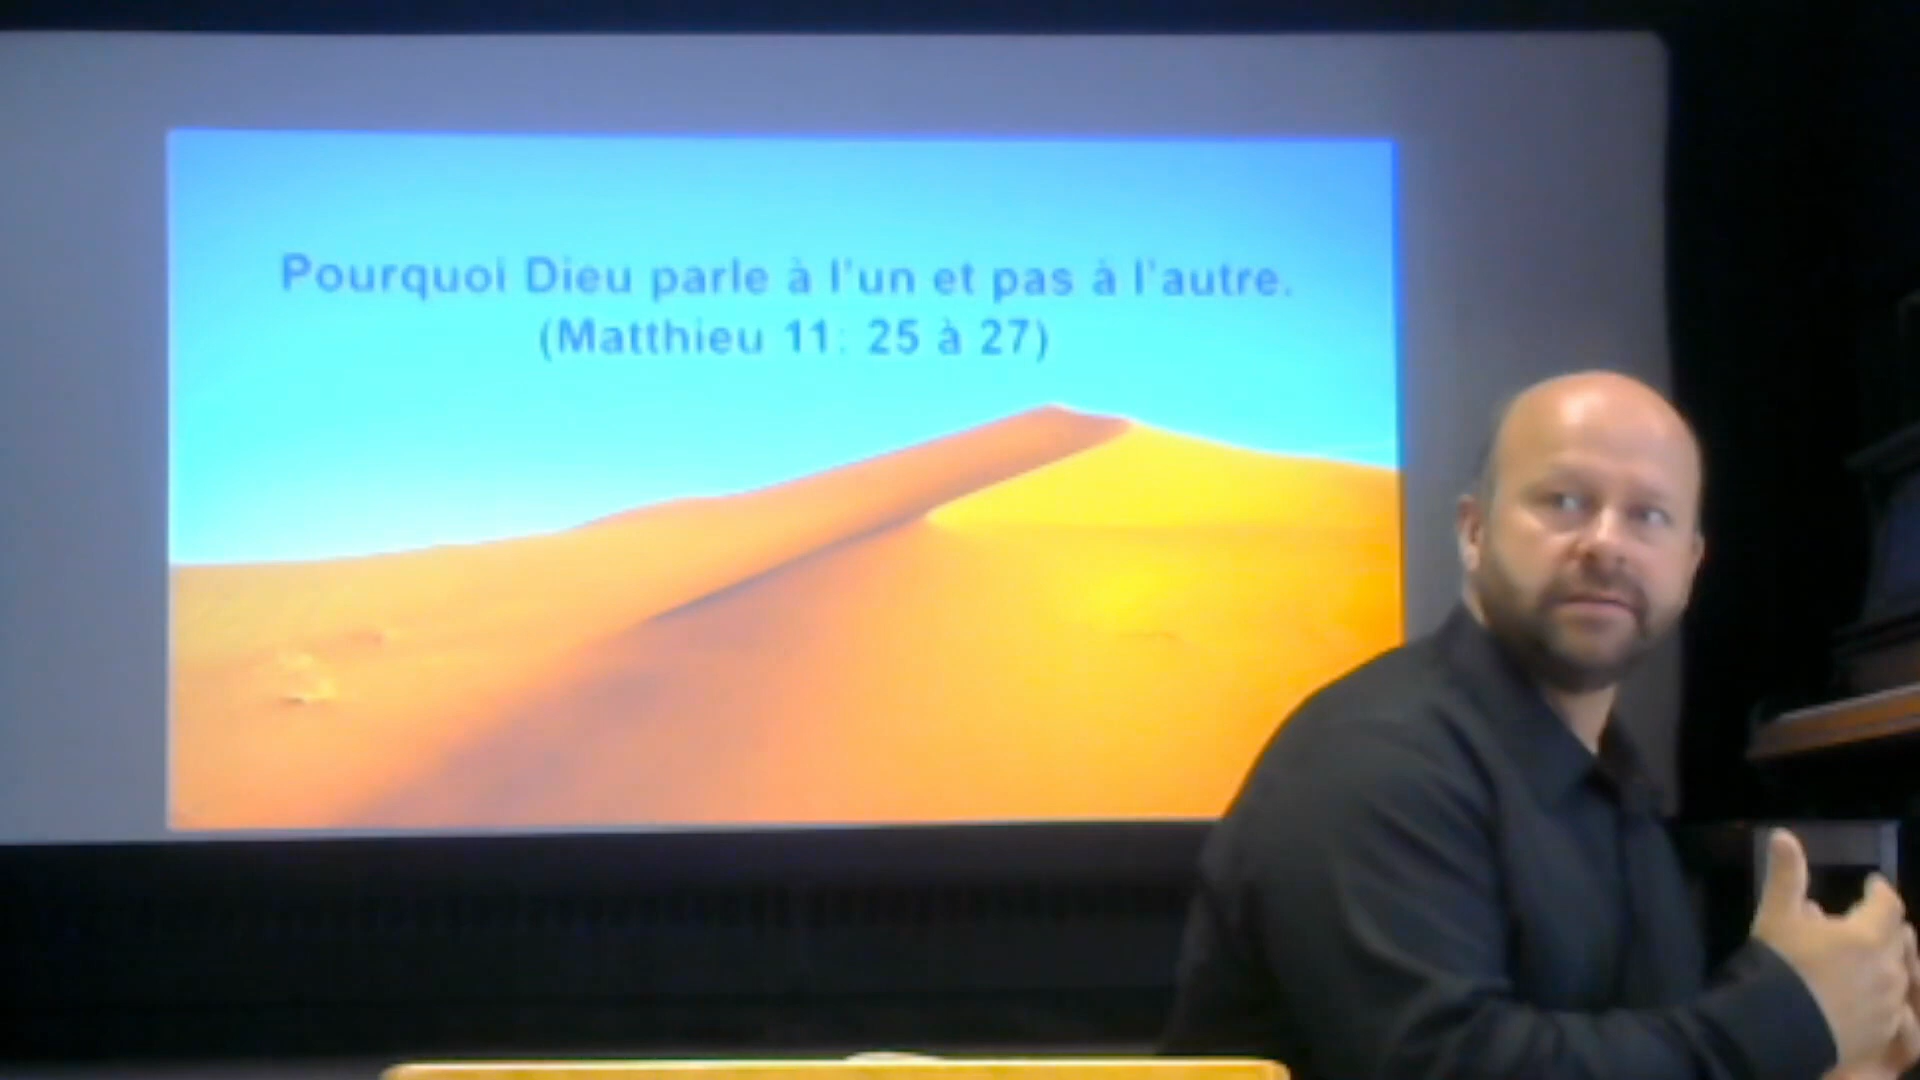 Pourquoi Dieu parle à l'un et pas à l'autre.
(Matthieu 11: 25 à 27)